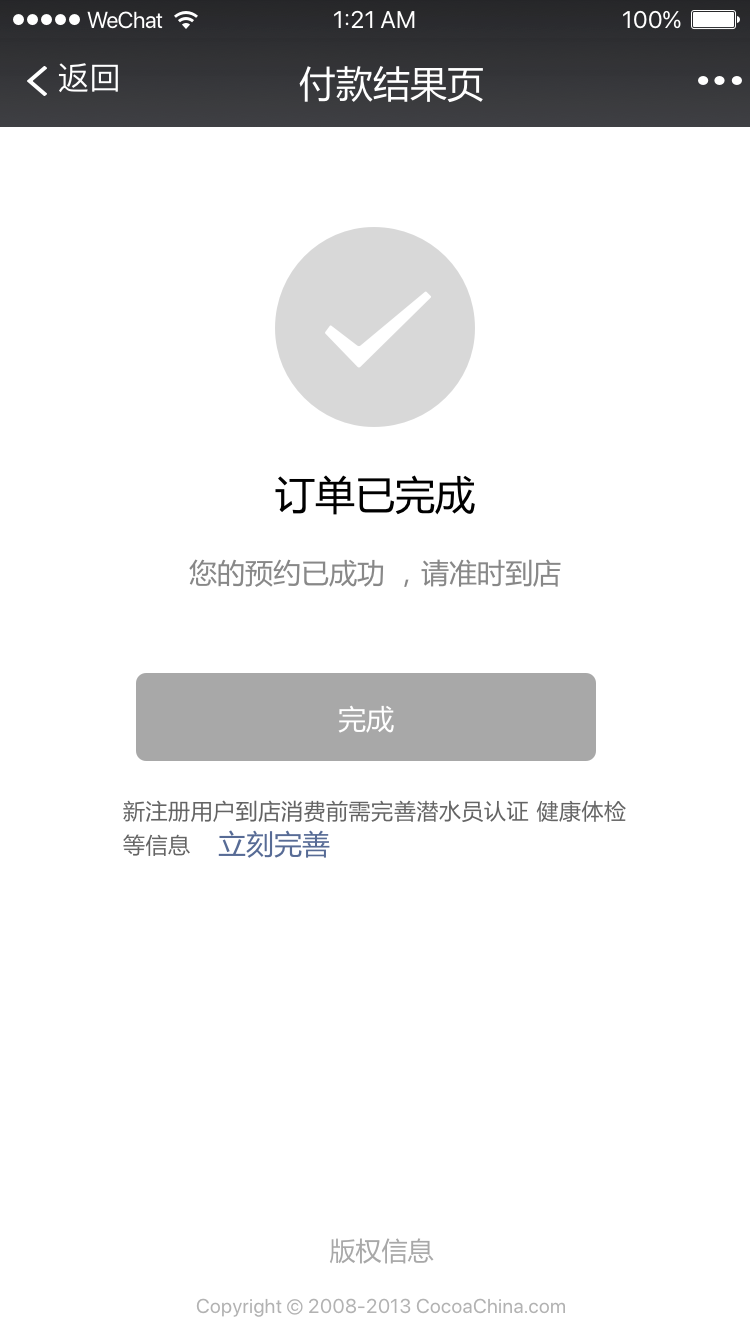 WeChat 1:21 AM 100%
返回 付款结果页
订单已完成
您的预约已成功 ，请准时到店
完成
新注册用户到店消费前需完善潜水员认证 健康体检
等信息 立刻完善
版权信息
Copyright © 2008-2013 CocoaChina.com